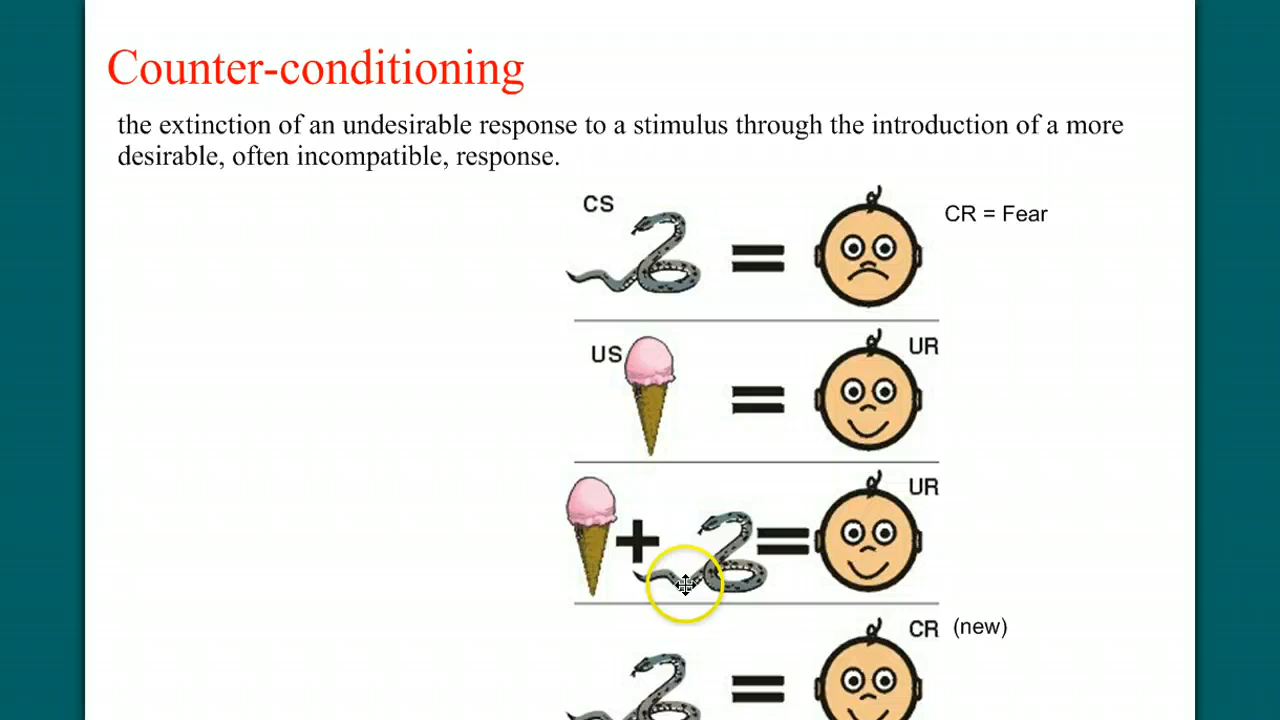 Counter-conditioning
the extinction of an undesirable response to a stimulus through the introduction of a more
desirable, often incompatible, response.
CS
CR = Fear
US
UR
UR
CR (new)